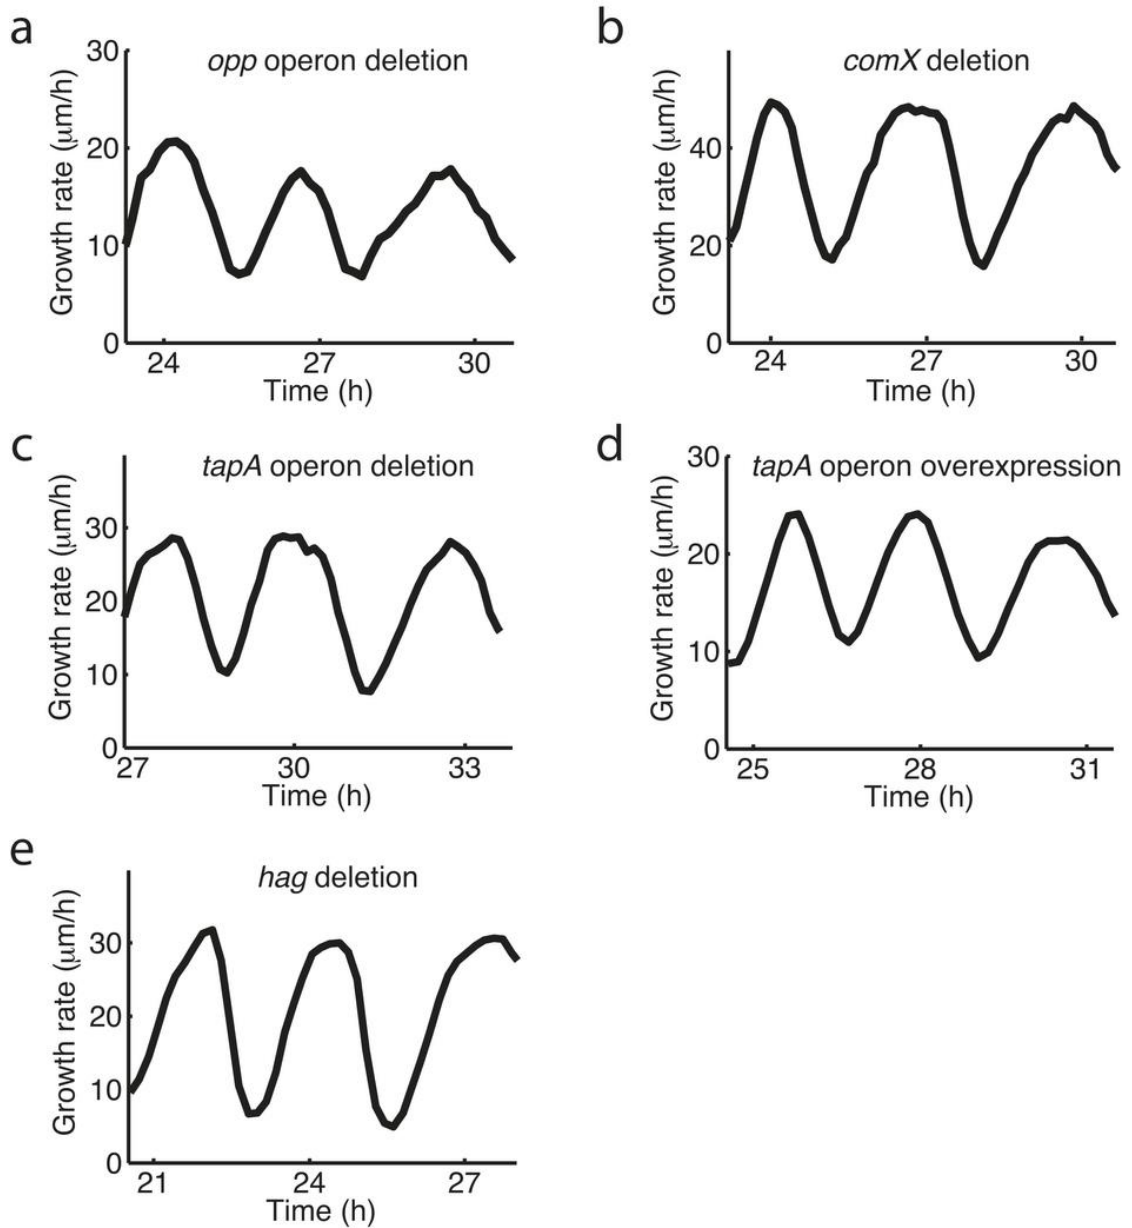 a
opp operon deletion
Growth rate (μm/h)
30
20
10
0
24 27 30
Time (h)
b
comX deletion
Growth rate (μm/h)
40
20
0
24 27 30
Time (h)
c
tapA operon deletion
Growth rate (μm/h)
30
20
10
0
27 30 33
Time (h)
d
tapA operon overexpression
Growth rate (μm/h)
30
20
10
0
25 28 31
Time (h)
e
hag deletion
Growth rate (μm/h)
30
20
10
0
21 24 27
Time (h)